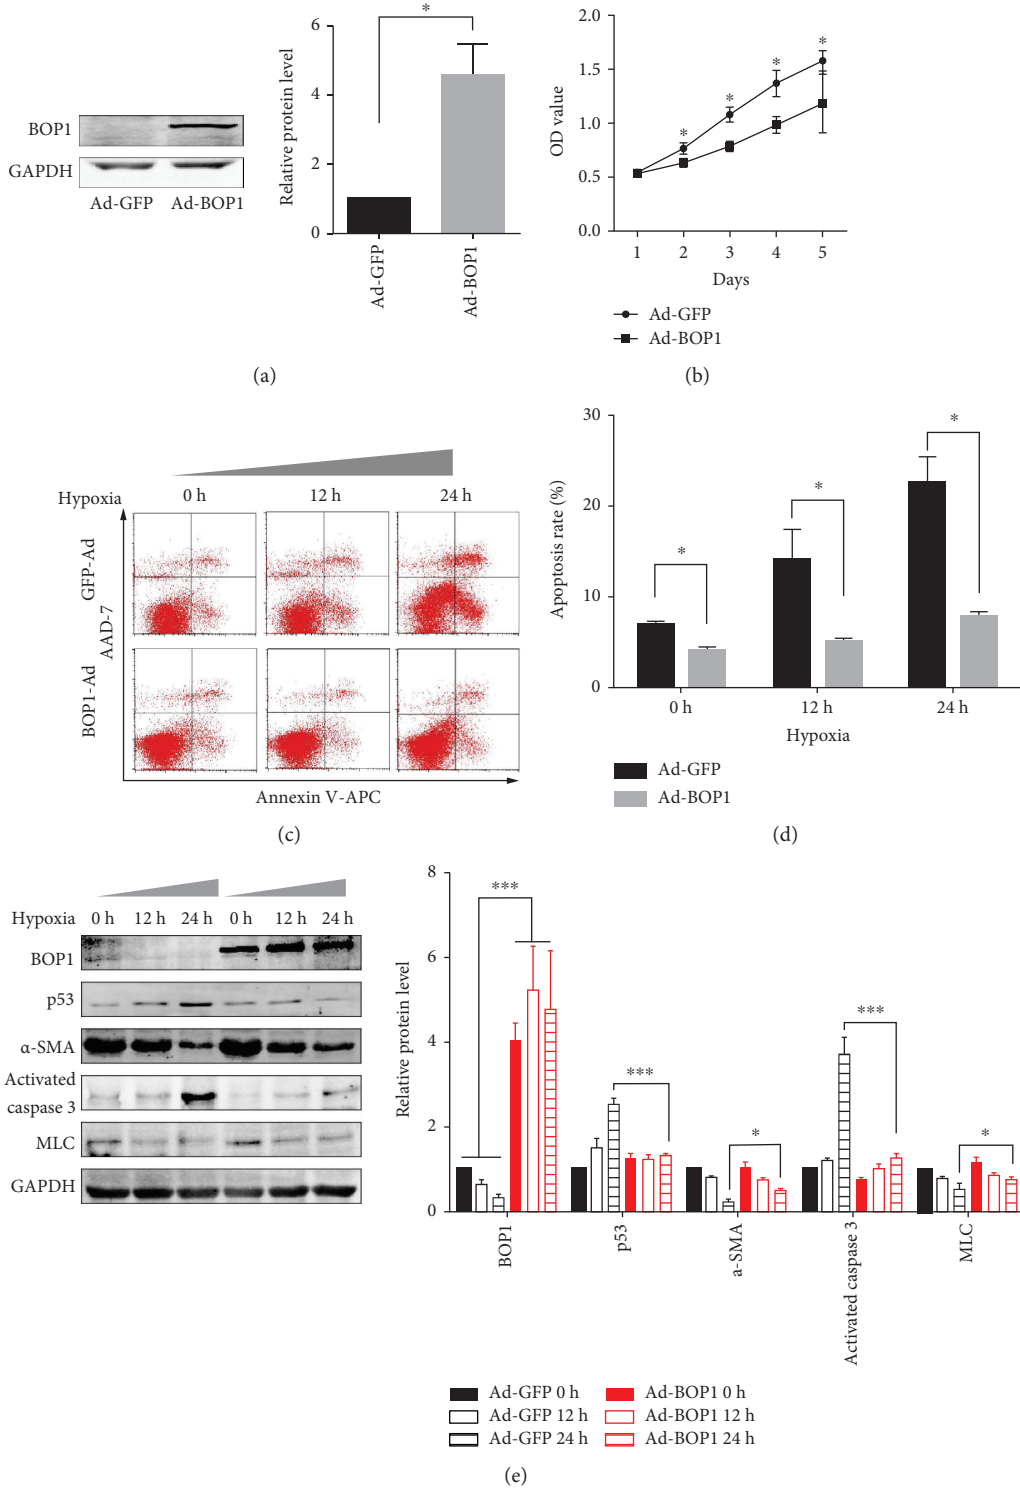 BOP1
GAPDH
Ad-GFP Ad-BOP1
Relative protein level
6
4
2
0
*
Ad-GFP
Ad-BOP1
(a)
OD value
2.0
1.5
1.0
0.5
0.0
* * * *
1 2 3 4 5
Days
Ad-GFP
Ad-BOP1
(b)
Hypoxia 0 h 12 h 24 h
GFP-Ad
BOP1-Ad
AAD-7
Annexin V-APC
(c)
Apoptosis rate (%)
30
20
10
0
* * *
0 h 12 h 24 h
Hypoxia
Ad-GFP
Ad-BOP1
(d)
Hypoxia 0 h 12 h 24 h 0 h 12 h 24 h
BOP1
p53
α-SMA
Activated
caspase 3
MLC
GAPDH
Relative protein level
8
6
4
2
0
*** *** * *** *
BOP1
p53
a-SMA
Activated caspase 3
MLC
Ad-GFP 0 h
Ad-GFP 12 h
Ad-GFP 24 h
Ad-BOP1 0 h
Ad-BOP1 12 h
Ad-BOP1 24 h
(e)